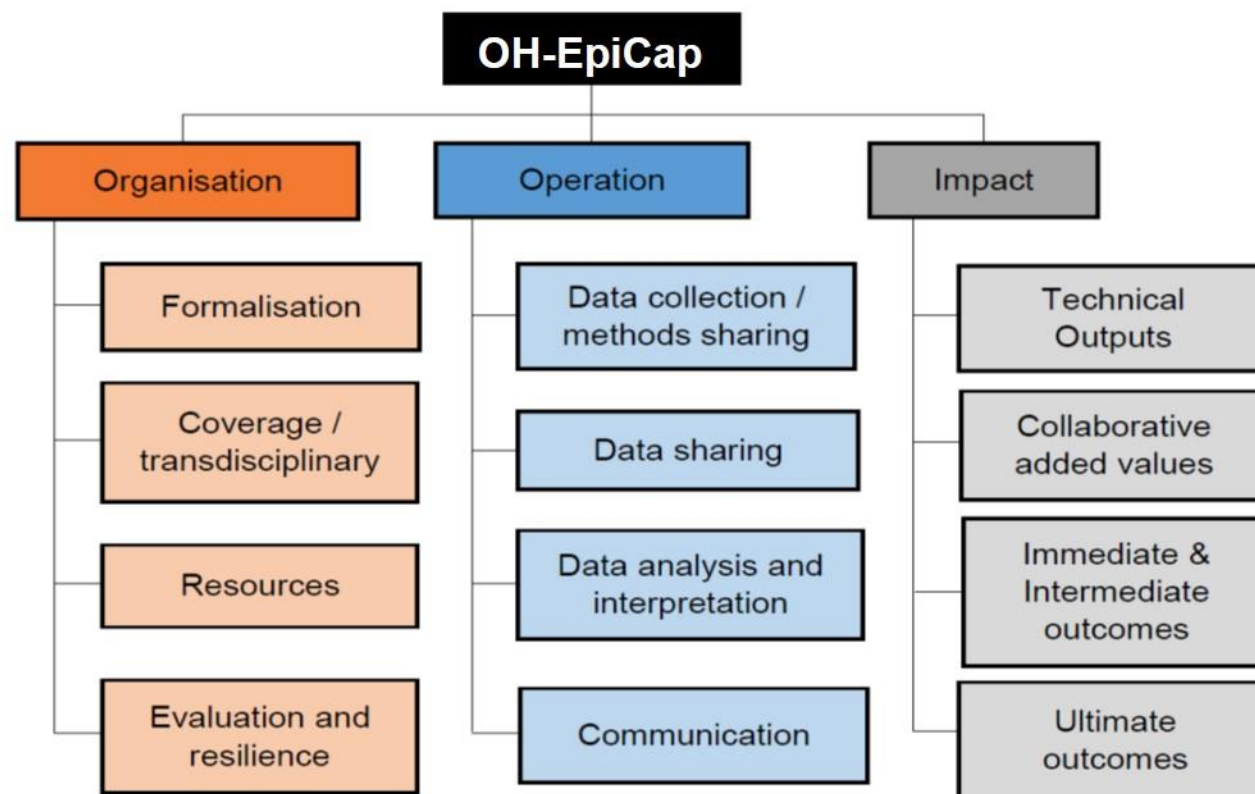 OH-EpiCap
Organisation
Operation
Impact
Formalisation
Coverage /
transdisciplinary
Resources
Evaluation and
resilience
Data collection /
methods sharing
Data sharing
Data analysis and
interpretation
Communication
Technical
Outputs
Collaborative
added values
Immediate &
Intermediate
outcomes
Ultimate
outcomes